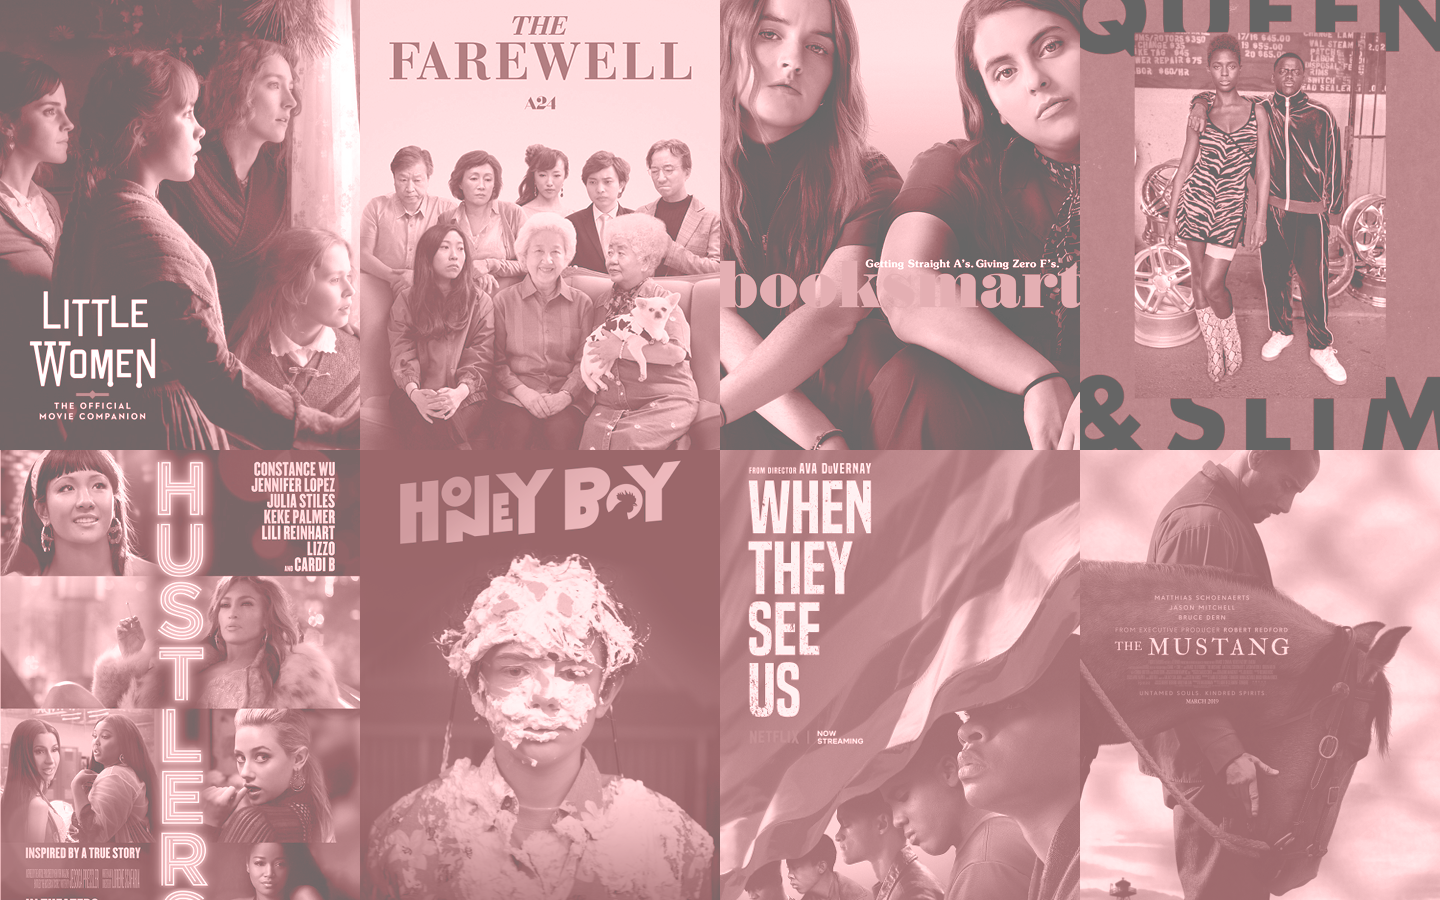 LITTLE
WOMEN
THE OFFICIAL
MOVIE COMPANION
THE
FAREWELL
A24
Getting Straight A's. Giving Zero F's.
booksmart
QUEEN
& SLIM
HUSTLERS
CONSTANCE WU
JENNIFER LOPEZ
JULIA STILES
KEKE PALMER
LILI REINHART
LIZZO
AND CARDI B
INSPIRED BY A TRUE STORY
HONEY BOY
FROM DIRECTOR AVA DuVERNAY
WHEN
THEY
SEE
US
NETFLIX | NOW
STREAMING
MATTHIAS SCHOENAERTS
JASON MITCHELL
BRUCE DERN
FROM EXECUTIVE PRODUCER ROBERT REDFORD
THE MUSTANG
UNTAMED SOULS. KINDRED SPIRITS
MARCH 2019